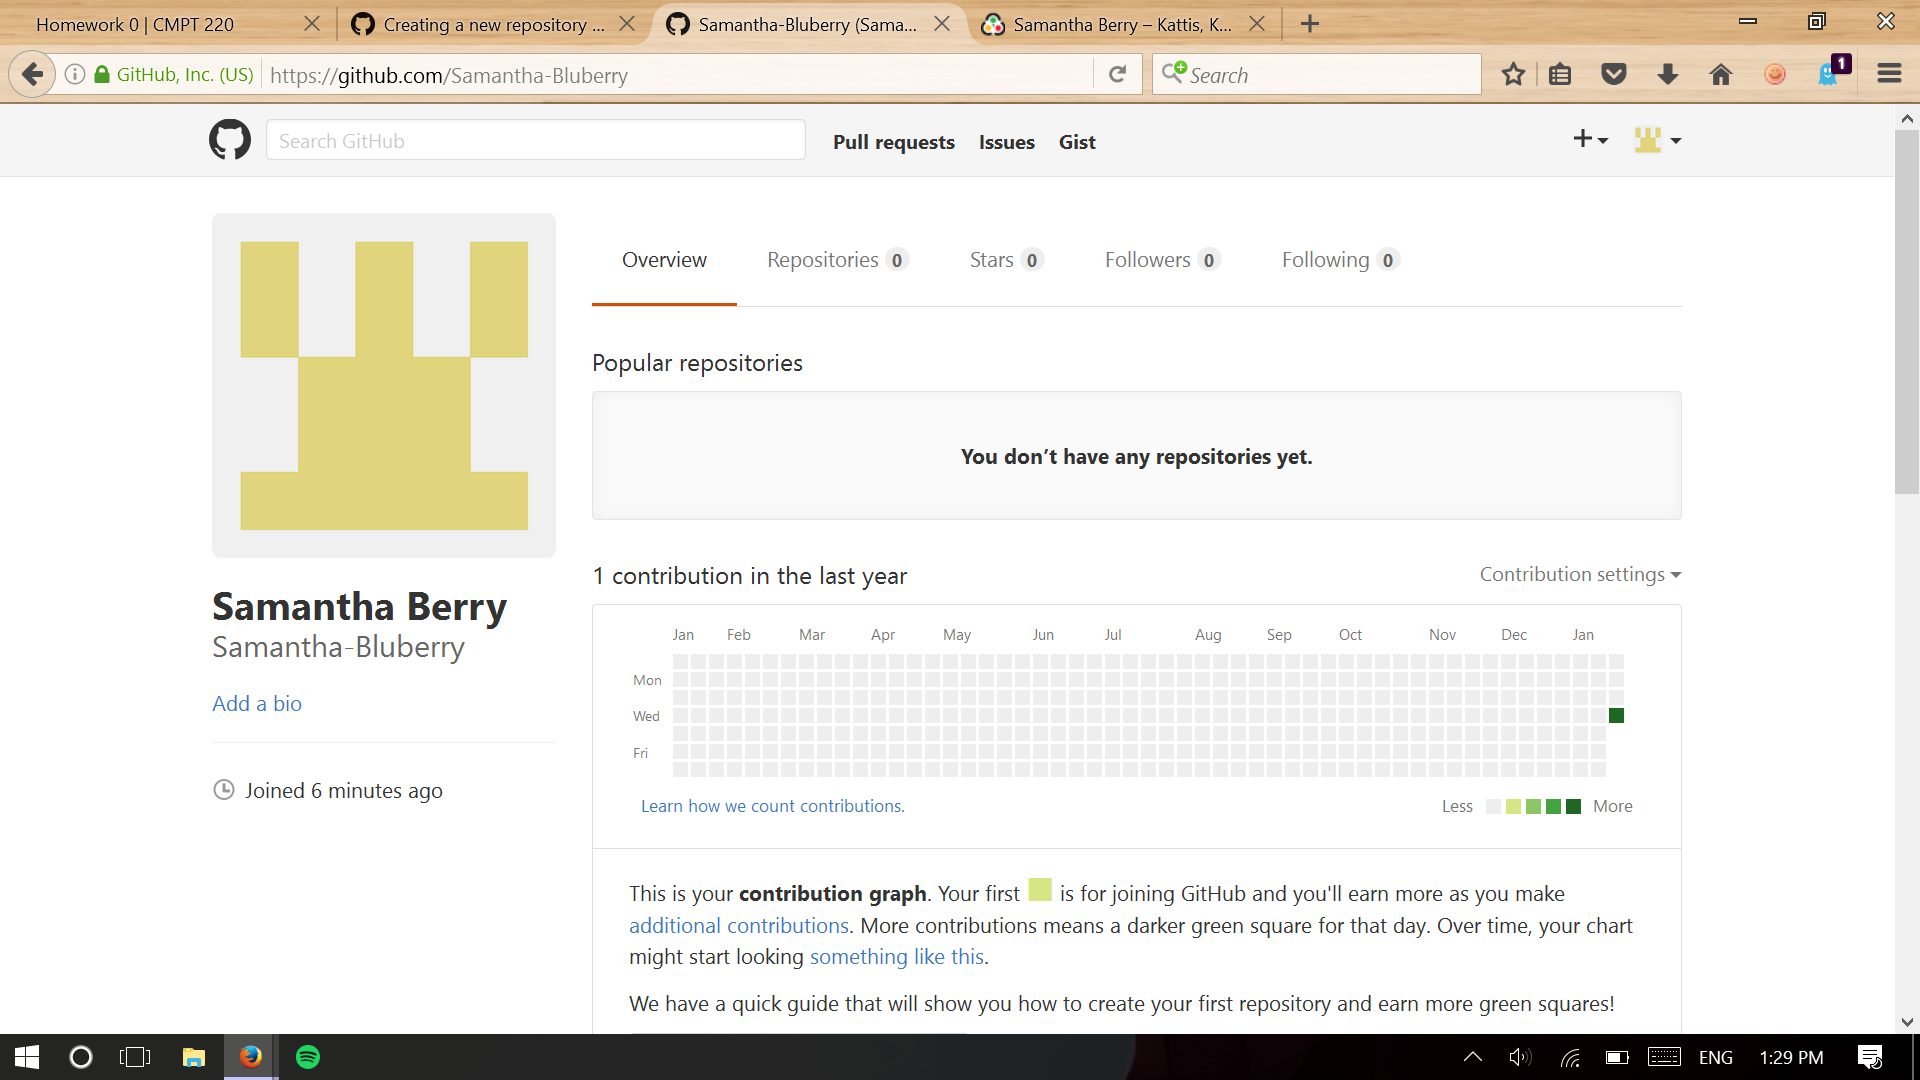 Homework 0 | CMPT 220
Creating a new repository ...
Samantha-Bluberry (Sama...
Samantha Berry – Kattis, K...
GitHub, Inc. (US)
https://github.com/Samantha-Bluberry
Search
1
Search GitHub
Pull requests
Issues
Gist
Overview
Repositories 0
Stars 0
Followers 0
Following 0
Popular repositories
You don’t have any repositories yet.
Samantha Berry
Samantha-Bluberry
Add a bio
Joined 6 minutes ago
1 contribution in the last year
Contribution settings
Jan Feb Mar Apr May Jun Jul Aug Sep Oct Nov Dec Jan
Mon
Wed
Fri
Learn how we count contributions.
Less More
This is your contribution graph. Your first is for joining GitHub and you'll earn more as you make
additional contributions. More contributions means a darker green square for that day. Over time, your chart
might start looking something like this.
We have a quick guide that will show you how to create your first repository and earn more green squares!
ENG
1:29 PM